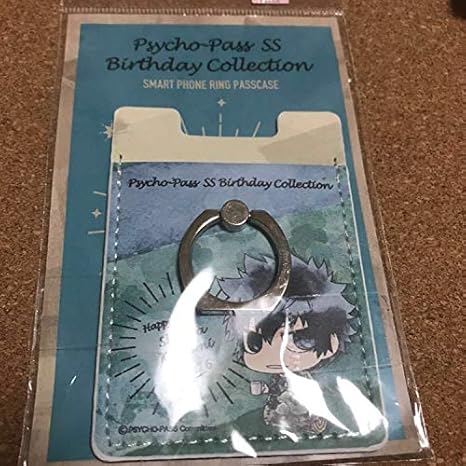 Psycho-Pass SS
Birthday Collection
SMART PHONE RING PASSCASE
Psycho-Pass SS Birthday Collection
Happy
©PSYCHO-PASS Committee